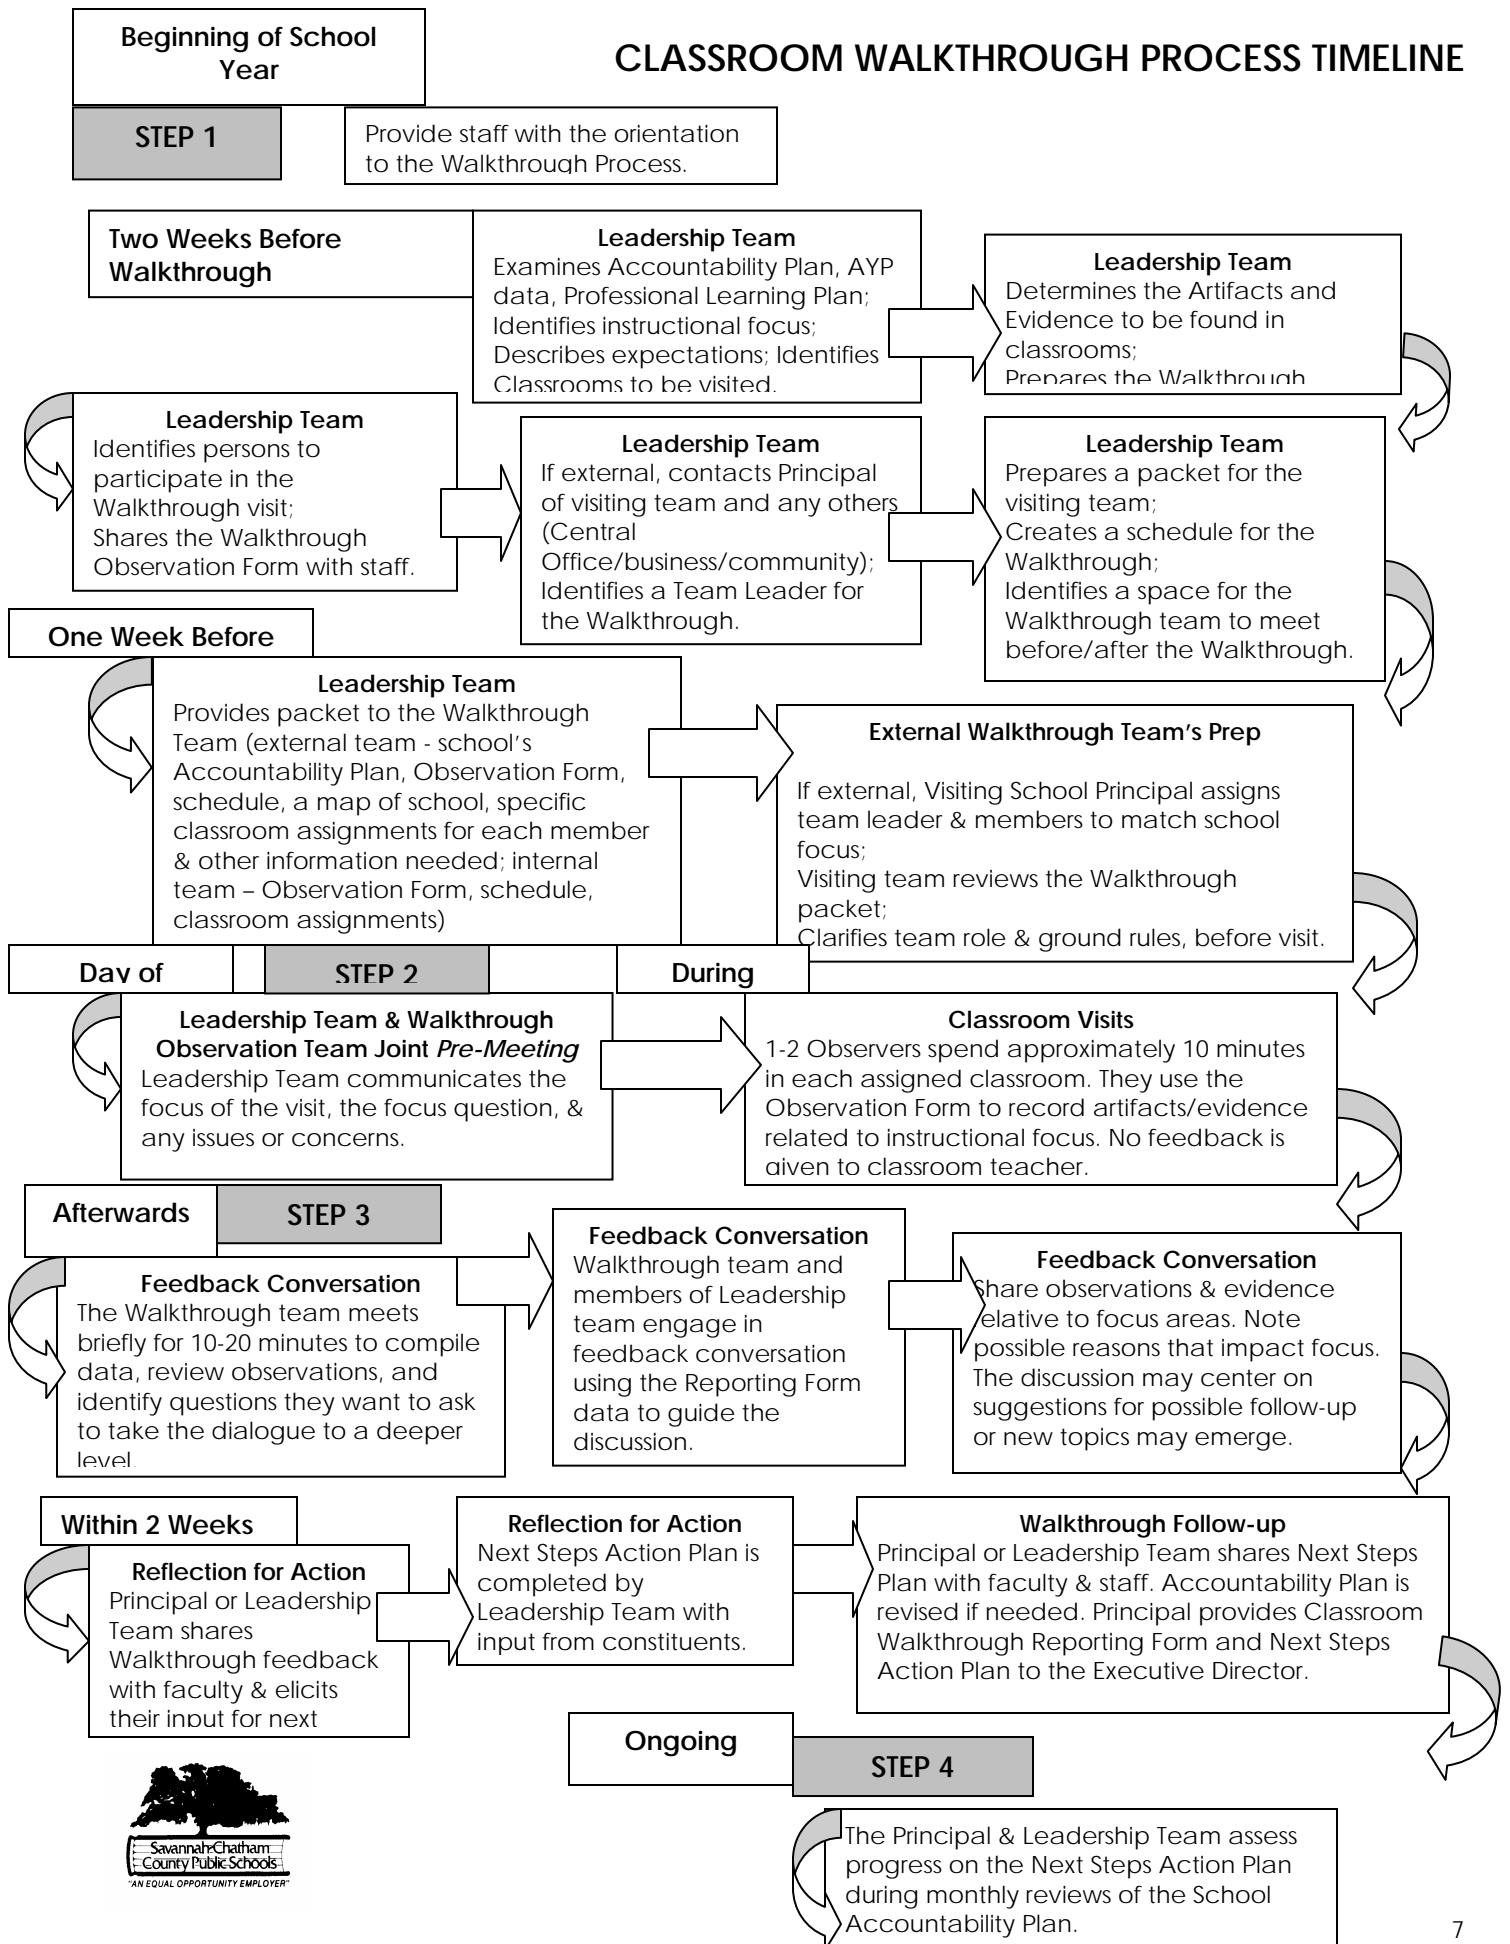 Beginning of School
Year
CLASSROOM WALKTHROUGH PROCESS TIMELINE
STEP 1
Provide staff with the orientation
to the Walkthrough Process.
Two Weeks Before
Walkthrough
Leadership Team
Examines Accountability Plan, AYP
data, Professional Learning Plan;
Identifies instructional focus;
Describes expectations; Identifies
Classrooms to be visited.
Leadership Team
Determines the Artifacts and
Evidence to be found in
classrooms;
Prepares the Walkthrough
Leadership Team
Identifies persons to
participate in the
Walkthrough visit;
Shares the Walkthrough
Observation Form with staff.
Leadership Team
If external, contacts Principal
of visiting team and any others
(Central
Office/business/community);
Identifies a Team Leader for
the Walkthrough.
Leadership Team
Prepares a packet for the
visiting team;
Creates a schedule for the
Walkthrough;
Identifies a space for the
Walkthrough team to meet
before/after the Walkthrough.
One Week Before
Leadership Team
Provides packet to the Walkthrough
Team (external team - school’s
Accountability Plan, Observation Form,
schedule, a map of school, specific
classroom assignments for each member
& other information needed; internal
team – Observation Form, schedule,
classroom assignments)
External Walkthrough Team’s Prep
If external, Visiting School Principal assigns
team leader & members to match school
focus;
Visiting team reviews the Walkthrough
packet;
Clarifies team role & ground rules, before visit.
Day of
STEP 2
During
Leadership Team & Walkthrough
Observation Team Joint Pre-Meeting
Leadership Team communicates the
focus of the visit, the focus question, &
any issues or concerns.
Classroom Visits
1-2 Observers spend approximately 10 minutes
in each assigned classroom. They use the
Observation Form to record artifacts/evidence
related to instructional focus. No feedback is
given to classroom teacher.
Afterwards
STEP 3
Feedback Conversation
The Walkthrough team meets
briefly for 10-20 minutes to compile
data, review observations, and
identify questions they want to ask
to take the dialogue to a deeper
level.
Feedback Conversation
Walkthrough team and
members of Leadership
team engage in
feedback conversation
using the Reporting Form
data to guide the
discussion.
Feedback Conversation
Share observations & evidence
relative to focus areas. Note
possible reasons that impact focus.
The discussion may center on
suggestions for possible follow-up
or new topics may emerge.
Within 2 Weeks
Reflection for Action
Principal or Leadership
Team shares
Walkthrough feedback
with faculty & elicits
their input for next
Reflection for Action
Next Steps Action Plan is
completed by
Leadership Team with
input from constituents.
Walkthrough Follow-up
Principal or Leadership Team shares Next Steps
Plan with faculty & staff. Accountability Plan is
revised if needed. Principal provides Classroom
Walkthrough Reporting Form and Next Steps
Action Plan to the Executive Director.
Ongoing
STEP 4
The Principal & Leadership Team assess
progress on the Next Steps Action Plan
during monthly reviews of the School
Accountability Plan.
Savannah-Chatham
County Public Schools
"AN EQUAL OPPORTUNITY EMPLOYER"
7